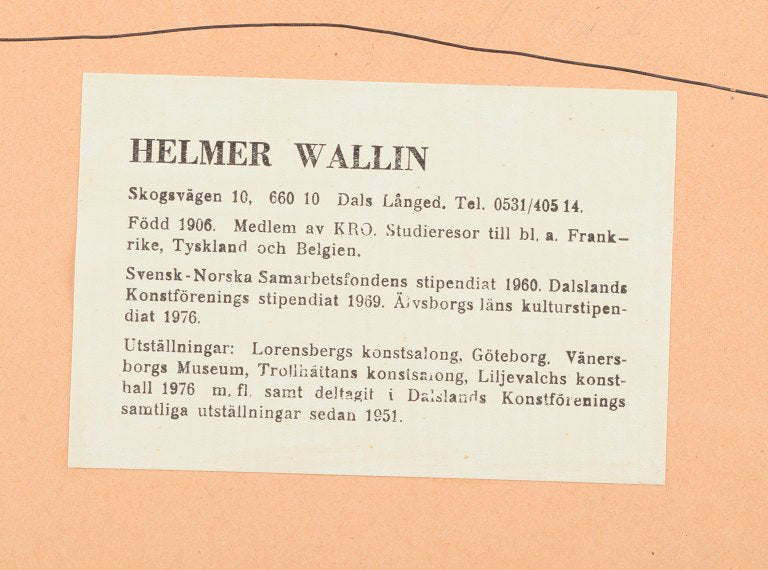 HELMER WALLIN
Skogsvägen 10, 660 10 Dals Långed. Tel. 0531/405 14.
Född 1906. Medlem av KRO. Studieresor till bl. a. Frank-
rike, Tyskland och Belgien.
Svensk-Norska Samarbetsfondens stipendiat 1960. Dalslands
Konstförenings stipendiat 1969. Älvsborgs läns kulturstipen-
diat 1976.
Utställningar: Lorensbergs konstsalong, Göteborg, Väners-
borgs Museum, Trollhättans konstsalong, Liljevalchs konst-
hall 1976 m. fl. samt deltagit i Dalslands Konstförenings
samtliga utställningar sedan 1951.